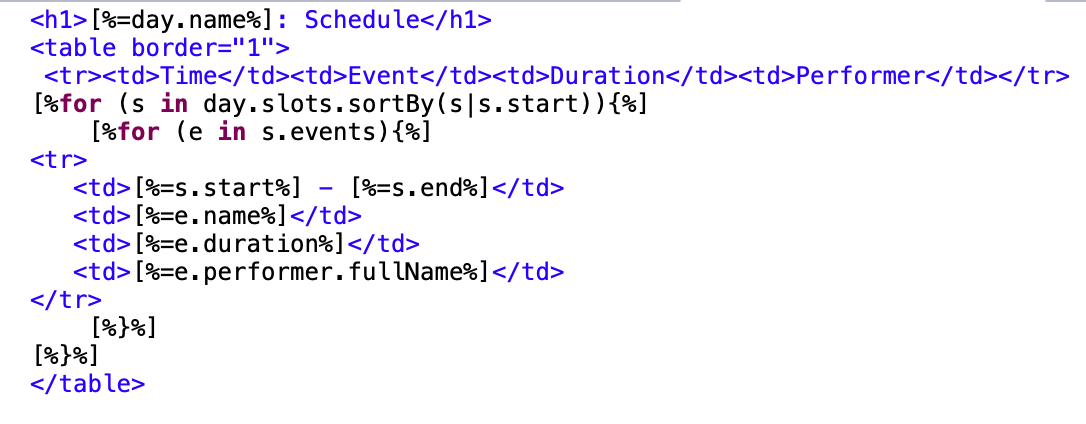 <h1>[%=day.name%]: Schedule</h1>
<table border="1">
 <tr><td>Time</td><td>Event</td><td>Duration</td><td>Performer</td></tr>
[%for (s in day.slots.sortBy(s|s.start)){%]
    [%for (e in s.events){%]
<tr>
   <td>[%=s.start%] - [%=s.end%]</td>
   <td>[%=e.name%]</td>
   <td>[%=e.duration%]</td>
   <td>[%=e.performer.fullName%]</td>
</tr>
    [%}%]
[%}%]
</table>